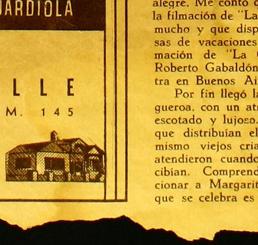 ARDIOLA
LLE
M. 145
alegre. Me contó
la filmación de "La
mucho y que disp
sas de vacaciones
mación de "La
Roberto Gabaldón
tra en Buenos Ai
Por fin llegó la
gueroa, con un at
escotado y lujoso.
que distribuían el
mismo viejos cria
atendieron cuando
cibían. Comprend
cionar a Margarit
que se celebra es